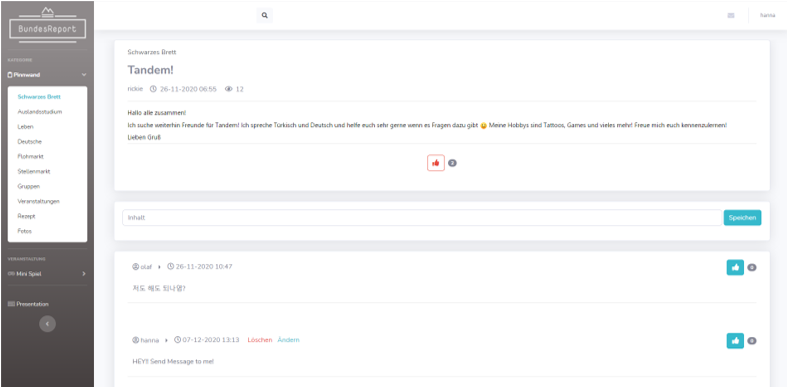 BundesReport
hanna
KATEGORIEN
Pinnwand
Schwarzes Brett
Auslandsstudium
Leben
Deutsche
Flohmarkt
Stellenmarkt
Gruppen
Veranstaltungen
Rezept
Fotos
VERANSTALTUNG
Mini Spiel
Presentation
Schwarzes Brett
Tandem!
rickie 26-11-2020 06:55 12
Hallo alle zusammen!
Ich suche weiterhin Freunde für Tandem! Ich spreche Türkisch und Deutsch und helfe euch sehr gerne wenn es Fragen dazu gibt 😀 Meine Hobbys sind Tattoos, Games und vieles mehr! Freue mich euch kennenzulernen!
Lieben Gruß
2
Inhalt
Speichen
olaf 26-11-2020 10:47
0
저도 해도 되나염?
hanna 07-12-2020 13:13 Löschen Ändern
0
HEY!! Send Message to me!